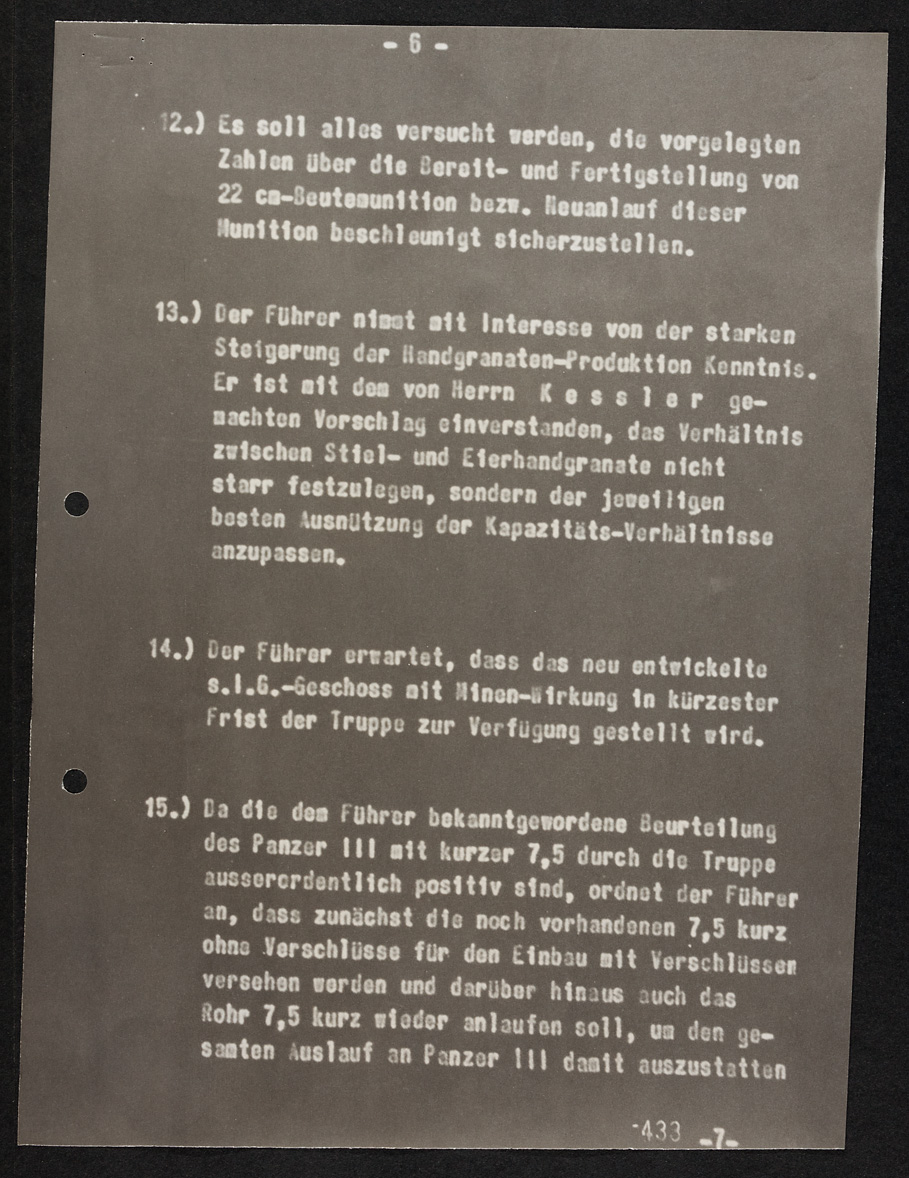 - 6 -
12.) Es soll alles versucht werden, die vorgelegten
Zahlen über die Bereit- und Fertigstellung von
22 cm-Beutemunition bezw. Neuanlauf dieser
Munition beschleunigt sicherzustellen.
13.) Der Führer nimmt mit Interesse von der starken
Steigerung der Handgranaten-Produktion Kenntnis.
Er ist mit dem von Herrn K e s s l e r ge-
machten Vorschlag einverstanden, das Verhältnis
zwischen Stiel- und Eierhandgranate nicht
starr festzulegen, sondern der jeweiligen
besten Ausnützung der Kapazitäts-Verhältnisse
anzupassen.
14.) Der Führer erwartet, dass das neu entwickelte
s.I.G.-Geschoss mit Minen-Wirkung in kürzester
Frist der Truppe zur Verfügung gestellt wird.
15.) Da die dem Führer bekanntgewordene Beurteilung
des Panzer III mit kurzer 7,5 durch die Truppe
ausserordentlich positiv sind, ordnet der Führer
an, dass zunächst die noch vorhandenen 7,5 kurz
ohne Verschlüsse für den Einbau mit Verschlüssen
versehen werden und darüber hinaus auch das
Rohr 7,5 kurz wieder anlaufen soll, um den ge-
samten Auslauf an Panzer III damit auszustatten
-433 -7-